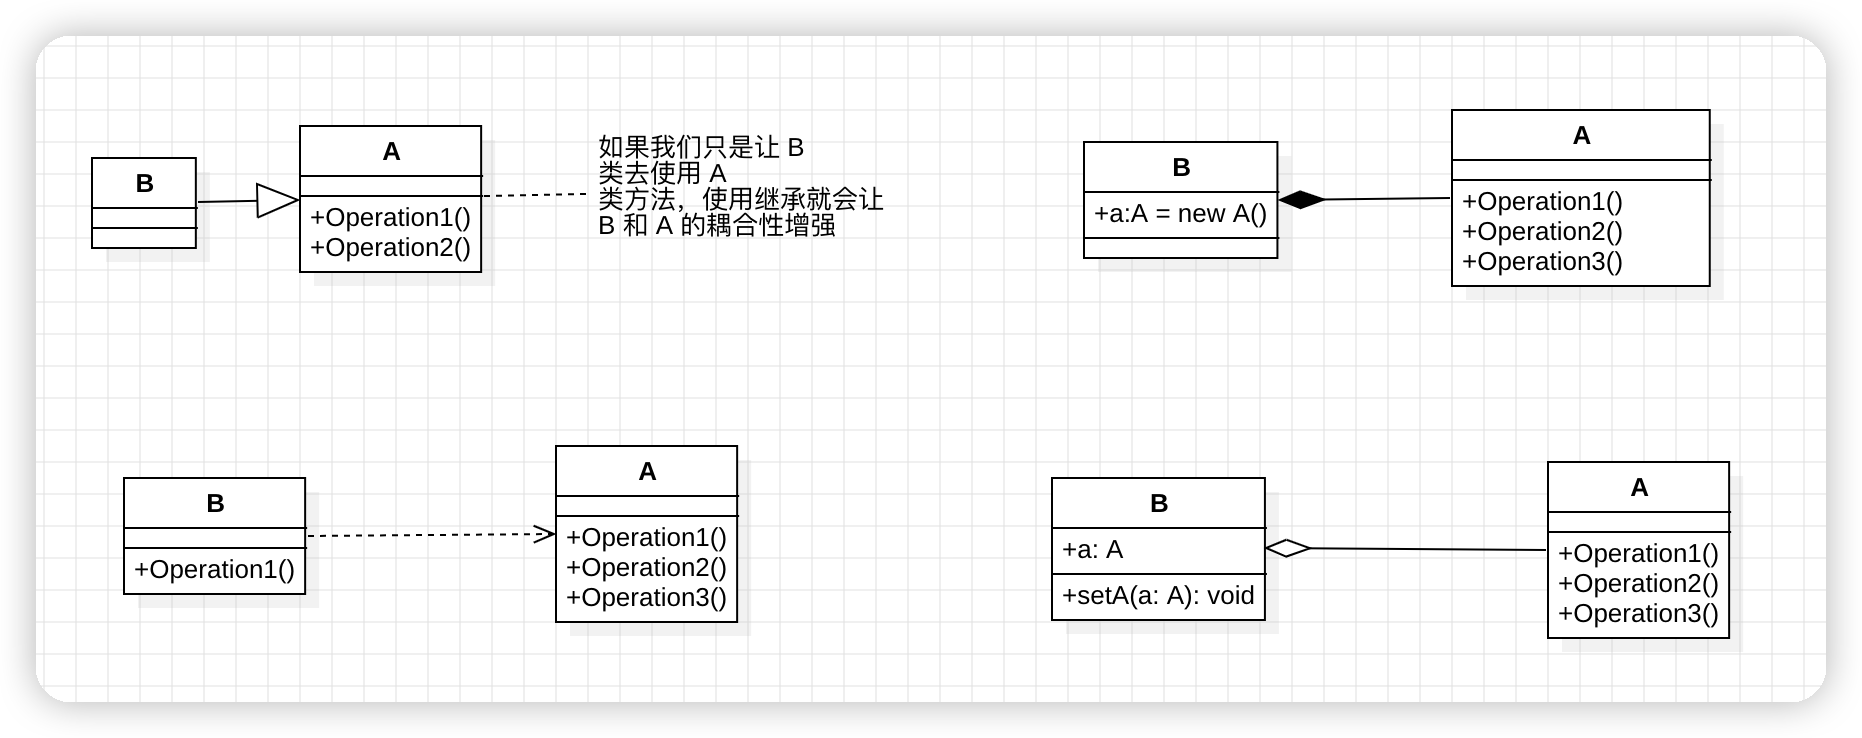 B
A
+Operation1()
+Operation2()
如果我们只是让 B
类去使用 A
类方法，使用继承就会让
B 和 A 的耦合性增强
B
+a:A = new A()
A
+Operation1()
+Operation2()
+Operation3()
B
+Operation1()
A
+Operation1()
+Operation2()
+Operation3()
B
+a: A
+setA(a: A): void
A
+Operation1()
+Operation2()
+Operation3()